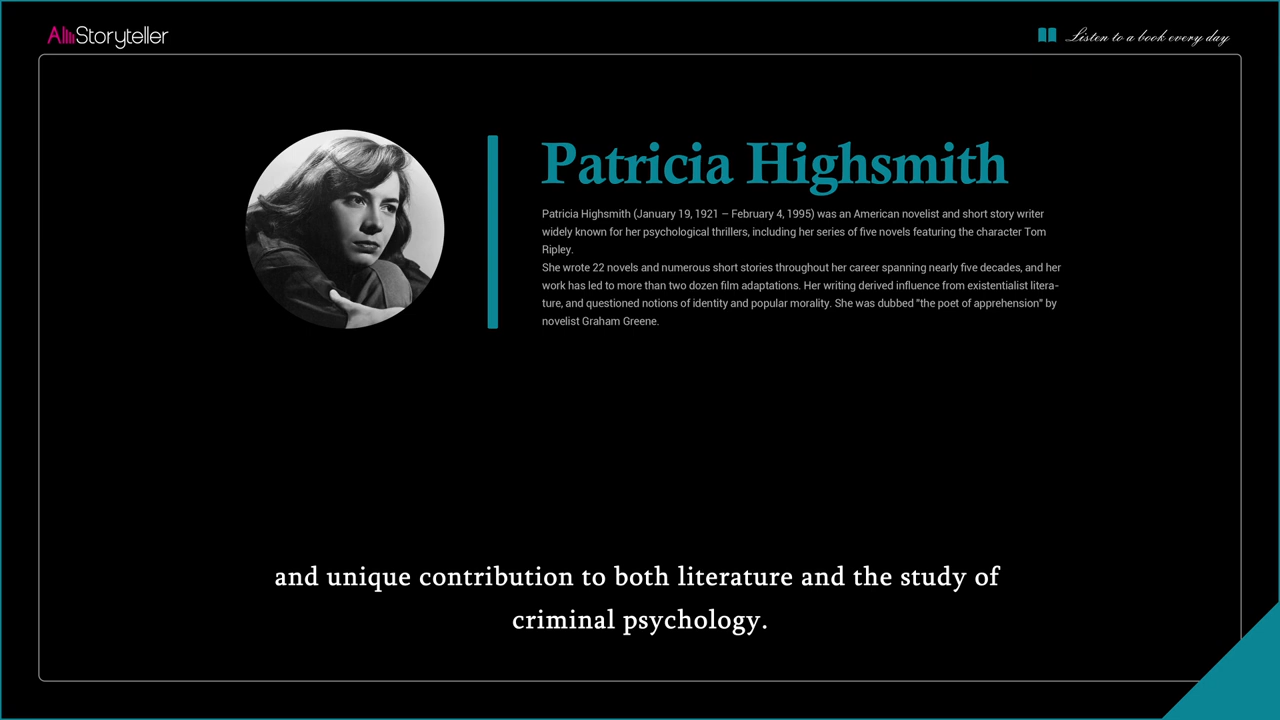 AllStoryteller
Listen to a book every day
Patricia Highsmith
Patricia Highsmith (January 19, 1921 – February 4, 1995) was an American novelist and short story writer
widely known for her psychological thrillers, including her series of five novels featuring the character Tom
Ripley.
She wrote 22 novels and numerous short stories throughout her career spanning nearly five decades, and her
work has led to more than two dozen film adaptations. Her writing derived influence from existentialist litera-
ture, and questioned notions of identity and popular morality. She was dubbed "the poet of apprehension" by
novelist Graham Greene.
and unique contribution to both literature and the study of
criminal psychology.